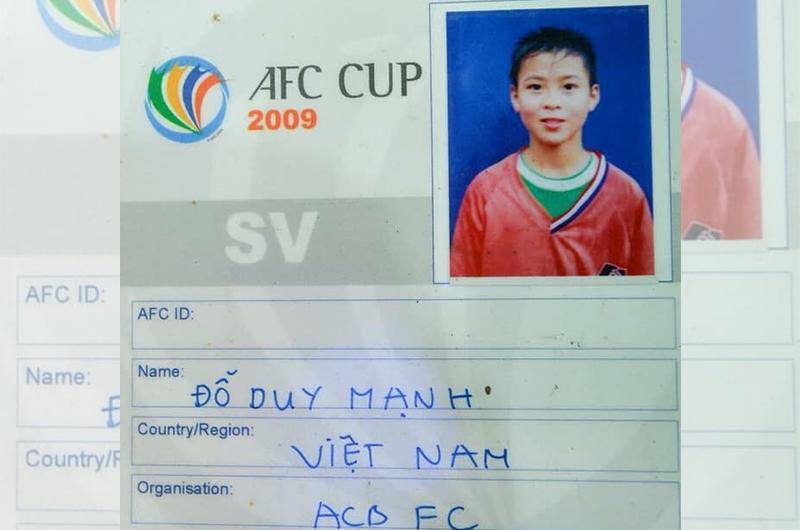 AFC CUP
2009
SV
AFC ID:
AFC ID:
Name:
Name: ĐỖ DUY MẠNH
Country/Region: VIỆT NAM
Organisation: ACB FC